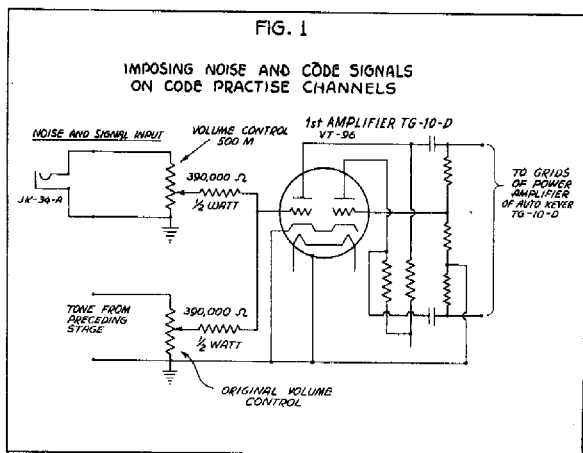 FIG. 1
IMPOSING NOISE AND CODE SIGNALS
ON CODE PRACTISE CHANNELS
NOISE AND SIGNAL INPUT
VOLUME CONTROL
500 M
1st AMPLIFIER TG-10-D
VT-96
390,000 Ω
1/2 WATT
JK-34-A
TO GRIDS
OF POWER
AMPLIFIER
OF AUTO KEYER
TG-10-D
TONE FROM
PRECEDING
STAGE
390,000 Ω
1/2 WATT
ORIGINAL VOLUME
CONTROL